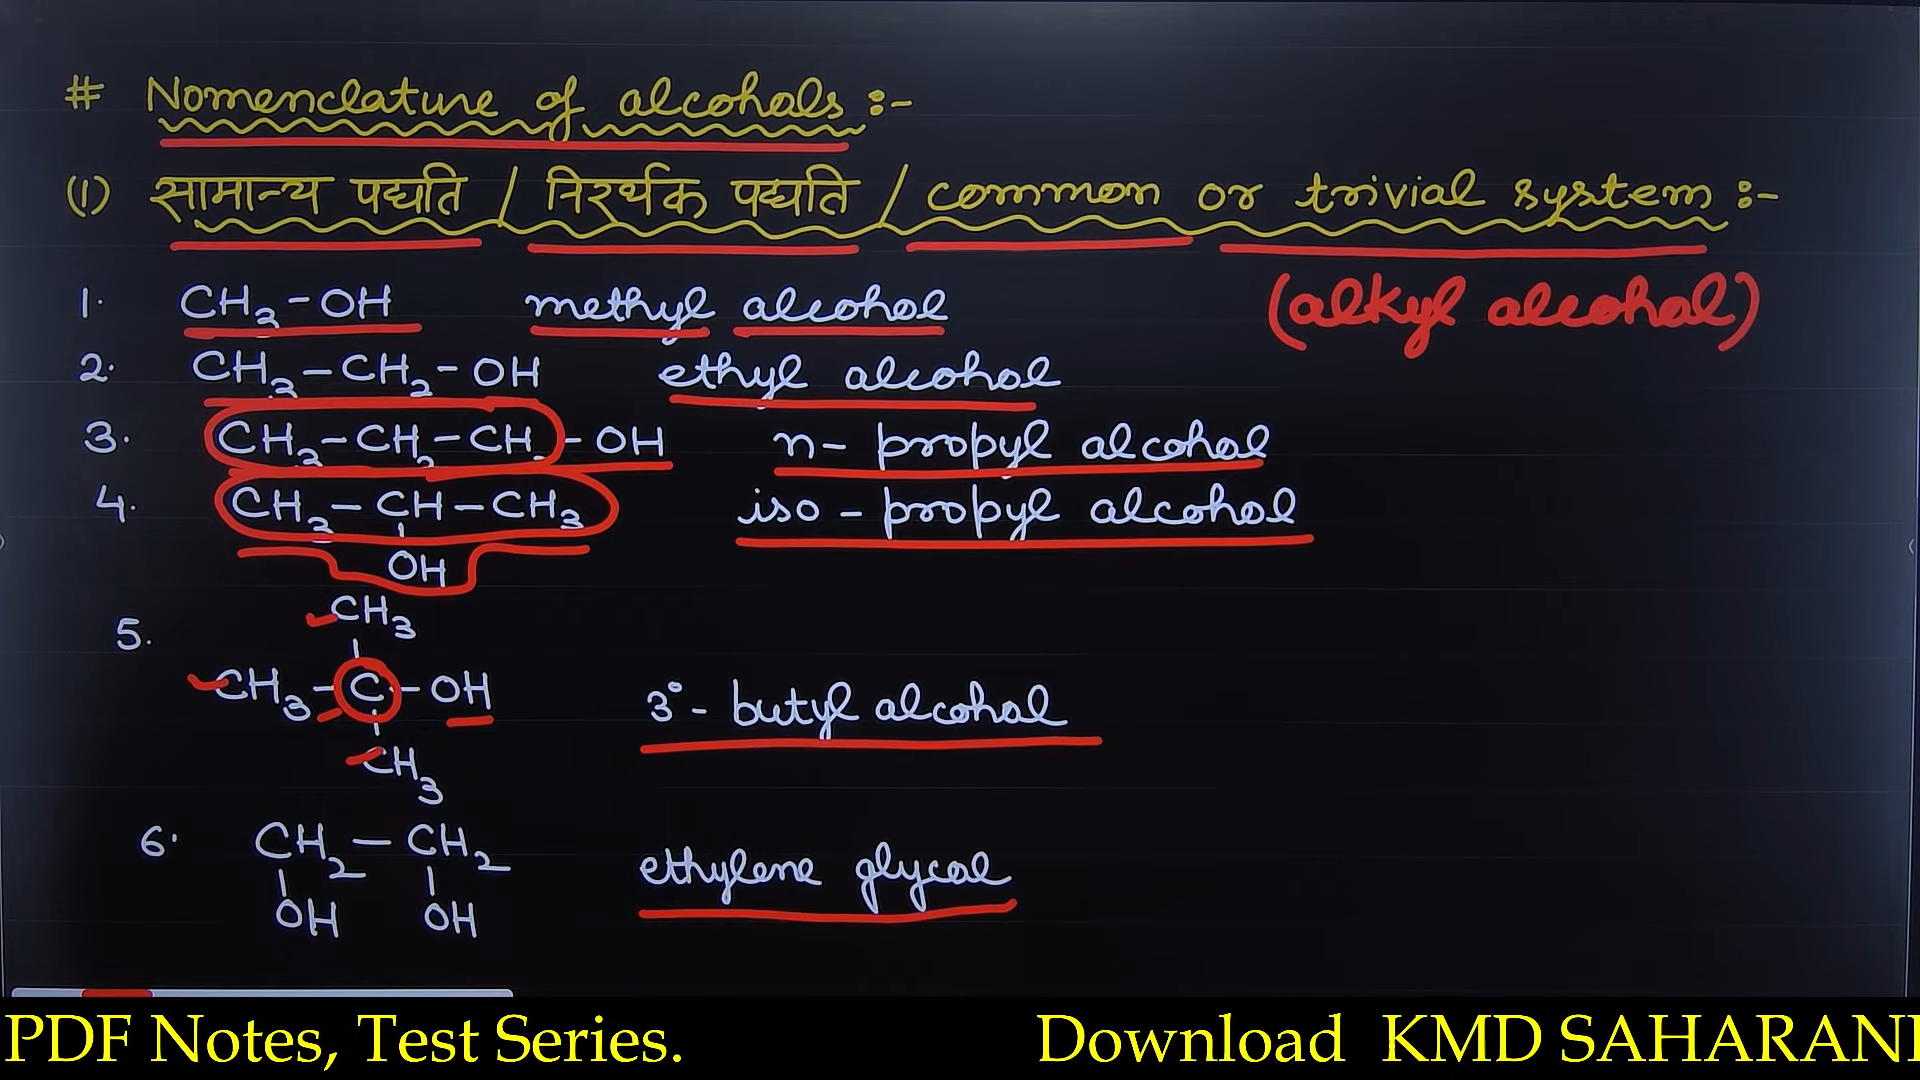 # Nomenclature of alcohols :-
(1) सामान्य पद्यति / निरर्थक पद्यति / common or trivial system :-
(alkyl alcohol)
1. CH3-OH methyl alcohol
2. CH3-CH2-OH ethyl alcohol
3. CH3-CH2-CH2-OH n-propyl alcohol
4. CH3-CH-CH3 iso-propyl alcohol
OH
CH3
5.
CH3-C-OH 3°-butyl alcohol
CH3
6. CH2-CH2 ethylene glycol
OH OH
PDF Notes, Test Series. Download KMD SAHARANI